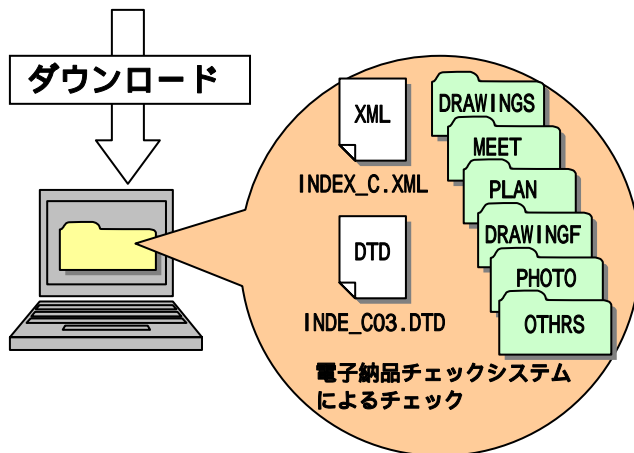 ダウンロード
XML
INDEX_C.XML
DTD
INDE_C03.DTD
DRAWINGS
MEET
PLAN
DRAWINGF
PHOTO
OTHRS
電子納品チェックシステム
によるチェック